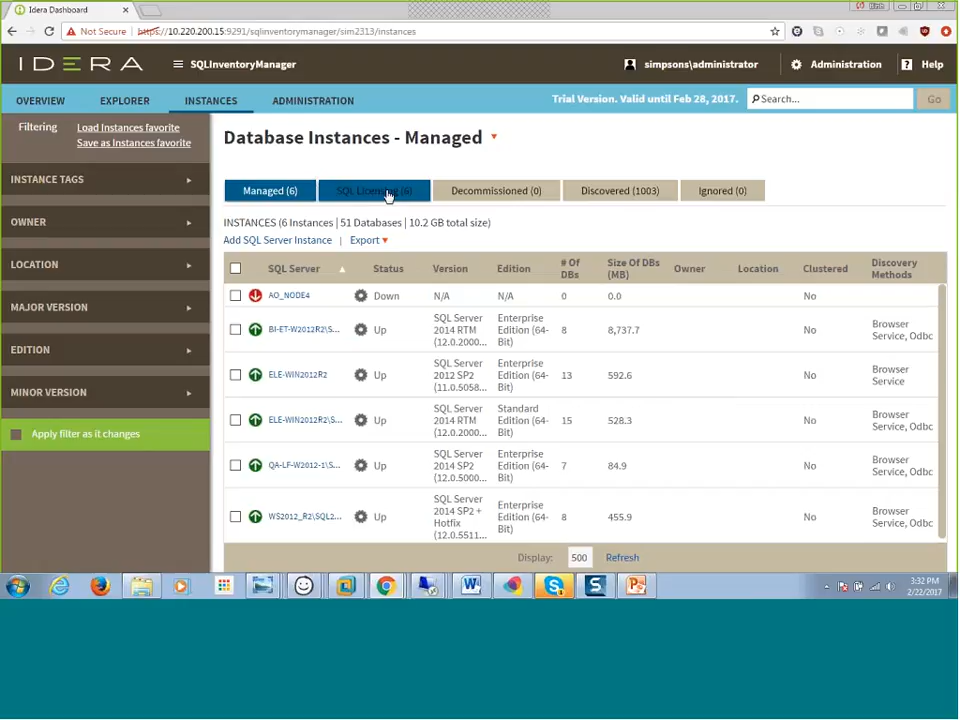 Idera Dashboard
Hinh
Not Secure | https://10.220.200.15:9291/sqlinventorymanager/sim2313/instances
IDERA
SQLInventoryManager
simpsons\administrator
Administration
? Help
OVERVIEW
EXPLORER
INSTANCES
ADMINISTRATION
Trial Version. Valid until Feb 28, 2017.
Search...
Go
Filtering
Load Instances favorite
Save as Instances favorite
INSTANCE TAGS
OWNER
LOCATION
MAJOR VERSION
EDITION
MINOR VERSION
Apply filter as it changes
Database Instances - Managed
Managed (6)
SQL Licensing (6)
Decommissioned (0)
Discovered (1003)
Ignored (0)
INSTANCES (6 Instances | 51 Databases | 10.2 GB total size)
Add SQL Server Instance | Export
SQL Server
Status
Version
Edition
# Of
DBs
Size Of DBs
(MB)
Owner
Location
Clustered
Discovery
Methods
AO_NODE4
Down
N/A
N/A
0
0.0
No
BI-ET-W2012R2\S...
Up
SQL Server
2014 RTM
(12.0.2000...
Enterprise
Edition (64-
Bit)
8
8,737.7
No
Browser
Service, Odbc
ELE-WIN2012R2
Up
SQL Server
2012 SP2
(11.0.5058...
Enterprise
Edition (64-
Bit)
13
592.6
No
Browser
Service
ELE-WIN2012R2\S...
Up
SQL Server
2014 RTM
(12.0.2000...
Standard
Edition (64-
Bit)
15
528.3
No
Browser
Service, Odbc
QA-LF-W2012-1\S...
Up
SQL Server
2014 SP2
(12.0.5000...
Enterprise
Edition (64-
Bit)
7
84.9
No
Browser
Service, Odbc
WS2012_R2\SQL2...
Up
SQL Server
2014 SP2 +
Hotfix
(12.0.5511...
Enterprise
Edition (64-
Bit)
8
455.9
No
Browser
Service, Odbc
Display:
500
Refresh
3:32 PM
2/22/2017